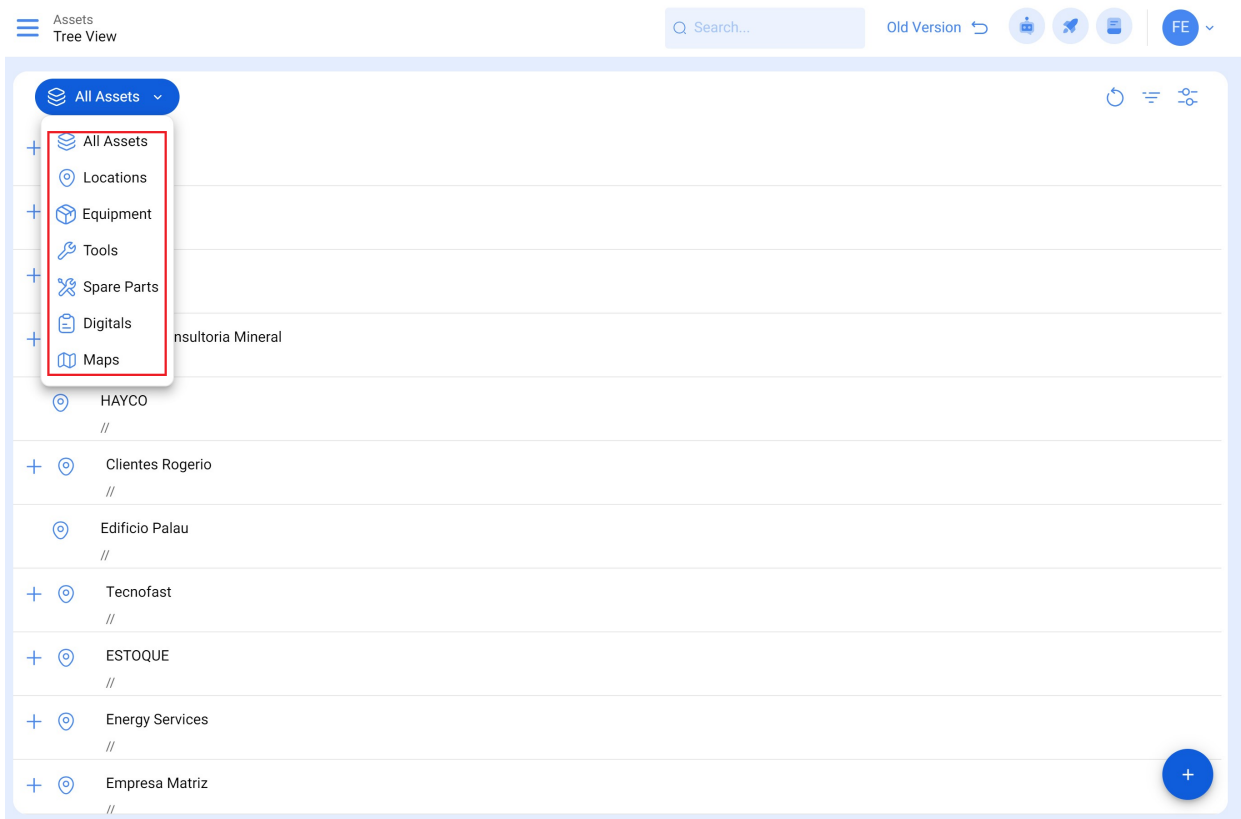 Assets
Tree View
Search...
Old Version
FE
All Assets
All Assets
Locations
Equipment
Tools
Spare Parts
Digitals
Maps
nsultoria Mineral
HAYCO
//
Clientes Rogerio
//
Edificio Palau
//
Tecnofast
//
ESTOQUE
//
Energy Services
//
Empresa Matriz
//